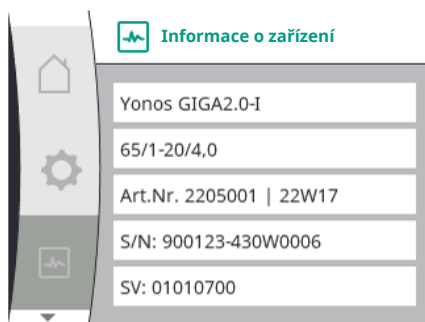 Informace o zařízení
Yonos GIGA2.0-I
65/1-20/4,0
Art.Nr. 2205001 | 22W17
S/N: 900123-430W0006
SV: 01010700